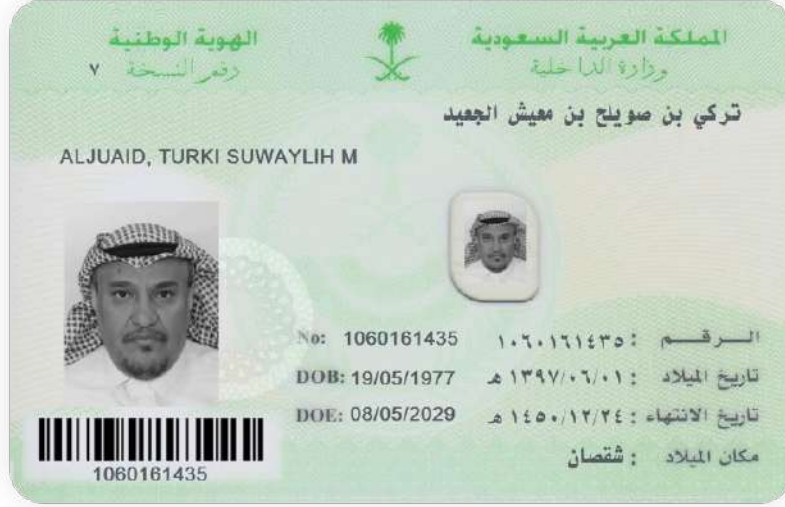 المملكة العربية السعودية
وزارة الداخلية
الهوية الوطنية
رقم النسخة ٧
تركي بن صويلح بن معيش الجعيد
ALJUAID, TURKI SUWAYLIH M
الـرقـم : ١٠٦٠١٦١٤٣٥ No: 1060161435
تاريخ الميلاد : ١٣٩٧/٠٦/٠١ هـ DOB: 19/05/1977
تاريخ الانتهاء : ١٤٥٠/١٢/٢٤ هـ DOE: 08/05/2029
مكان الميلاد : شقصان
1060161435